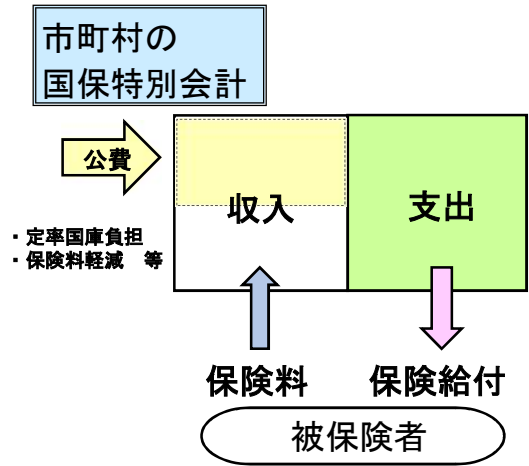 市町村の
国保特別会計
公費
・定率国庫負担
・保険料軽減　等
収入
支出
保険料
保険給付
被保険者